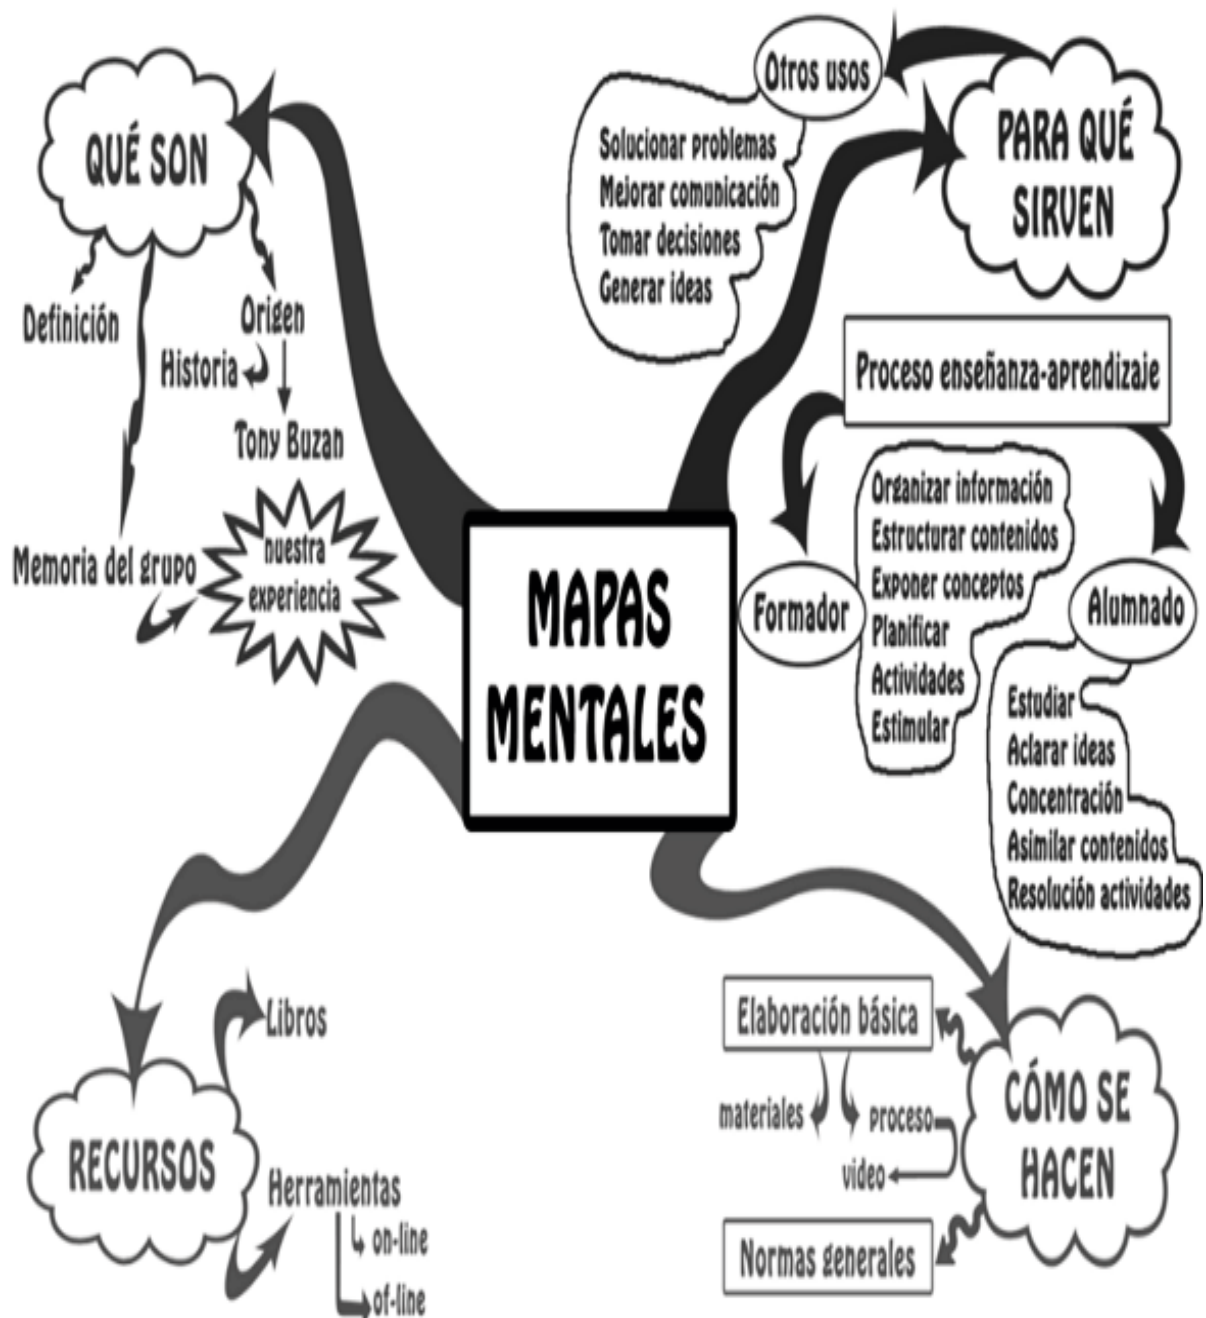 QUÉ SON
Definición
Origen
Historia
Tony Buzan
Memoria del grupo
nuestra
experiencia
MAPAS
MENTALES
PARA QUÉ
SIRVEN
Otros usos
Solucionar problemas
Mejorar comunicación
Tomar decisiones
Generar ideas
Proceso enseñanza-aprendizaje
Formador
Organizar información
Estructurar contenidos
Exponer conceptos
Planificar
Actividades
Estimular
Alumnado
Estudiar
Aclarar ideas
Concentración
Asimilar contenidos
Resolución actividades
RECURSOS
Libros
Herramientas
on-line
of-line
CÓMO SE
HACEN
Elaboración básica
materiales
proceso
video
Normas generales